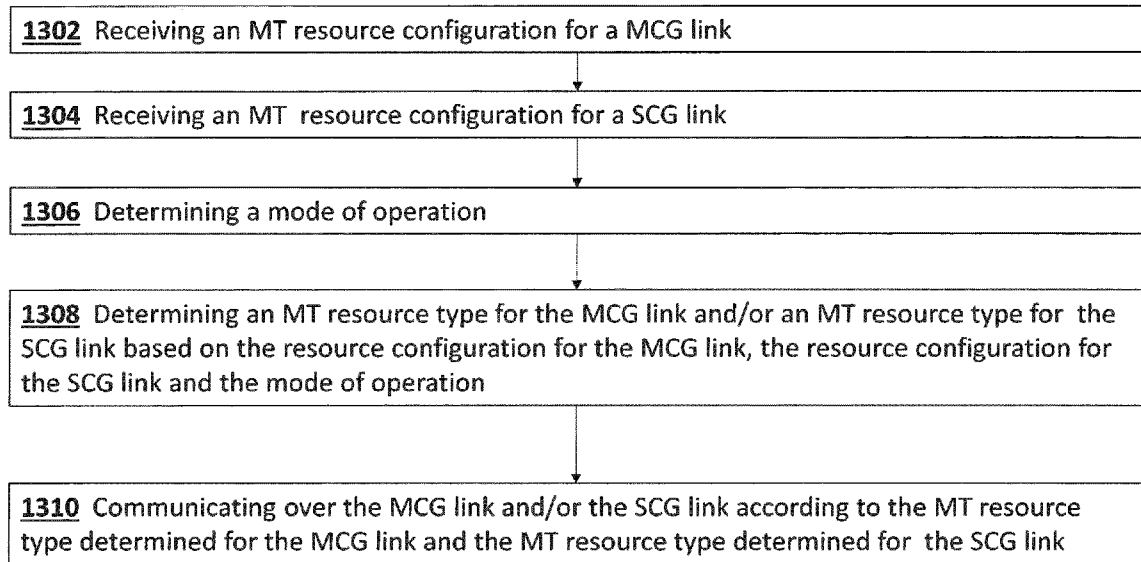 1302 Receiving an MT resource configuration for a MCG link
1304 Receiving an MT resource configuration for a SCG link
1306 Determining a mode of operation
1308 Determining an MT resource type for the MCG link and/or an MT resource type for the
SCG link based on the resource configuration for the MCG link, the resource configuration for
the SCG link and the mode of operation
1310 Communicating over the MCG link and/or the SCG link according to the MT resource
type determined for the MCG link and the MT resource type determined for the SCG link